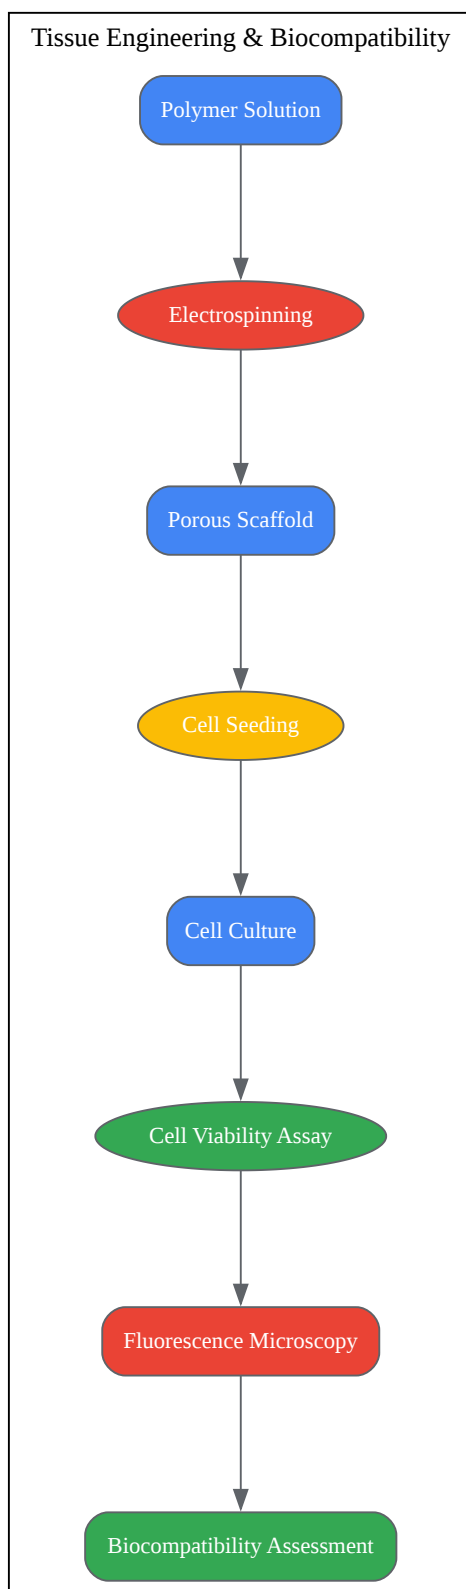 Tissue Engineering & Biocompatibility
Polymer Solution
Electrospinning
Porous Scaffold
Cell Seeding
Cell Culture
Cell Viability Assay
Fluorescence Microscopy
Biocompatibility Assessment